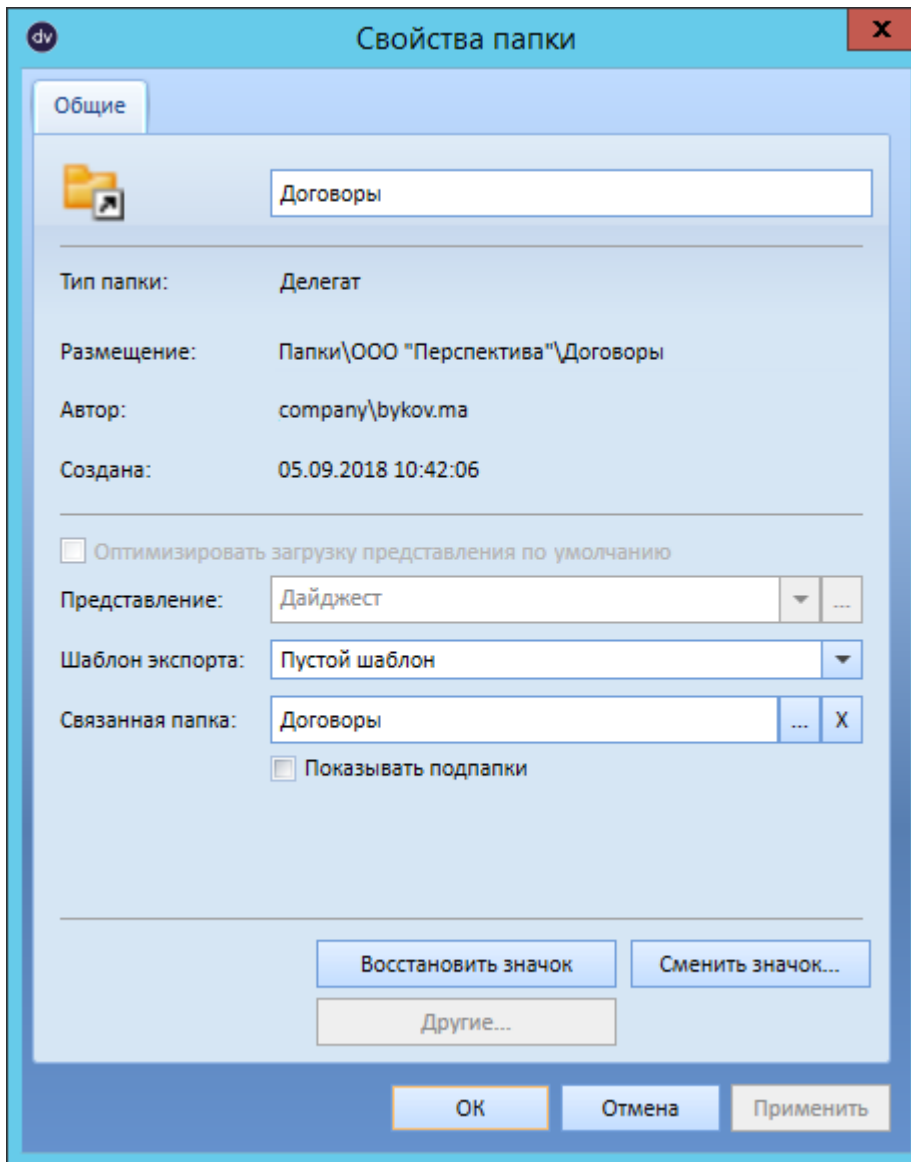 dv
Свойства папки
x
Общие
Договоры
Тип папки: Делегат
Размещение: Папки\ООО "Перспектива"\Договоры
Автор: company\bykov.ma
Создана: 05.09.2018 10:42:06
Оптимизировать загрузку представления по умолчанию
Представление: Дайджест ...
Шаблон экспорта: Пустой шаблон
Связанная папка: Договоры ... X
Показывать подпапки
Восстановить значок Сменить значок...
Другие...
ОК Отмена Применить